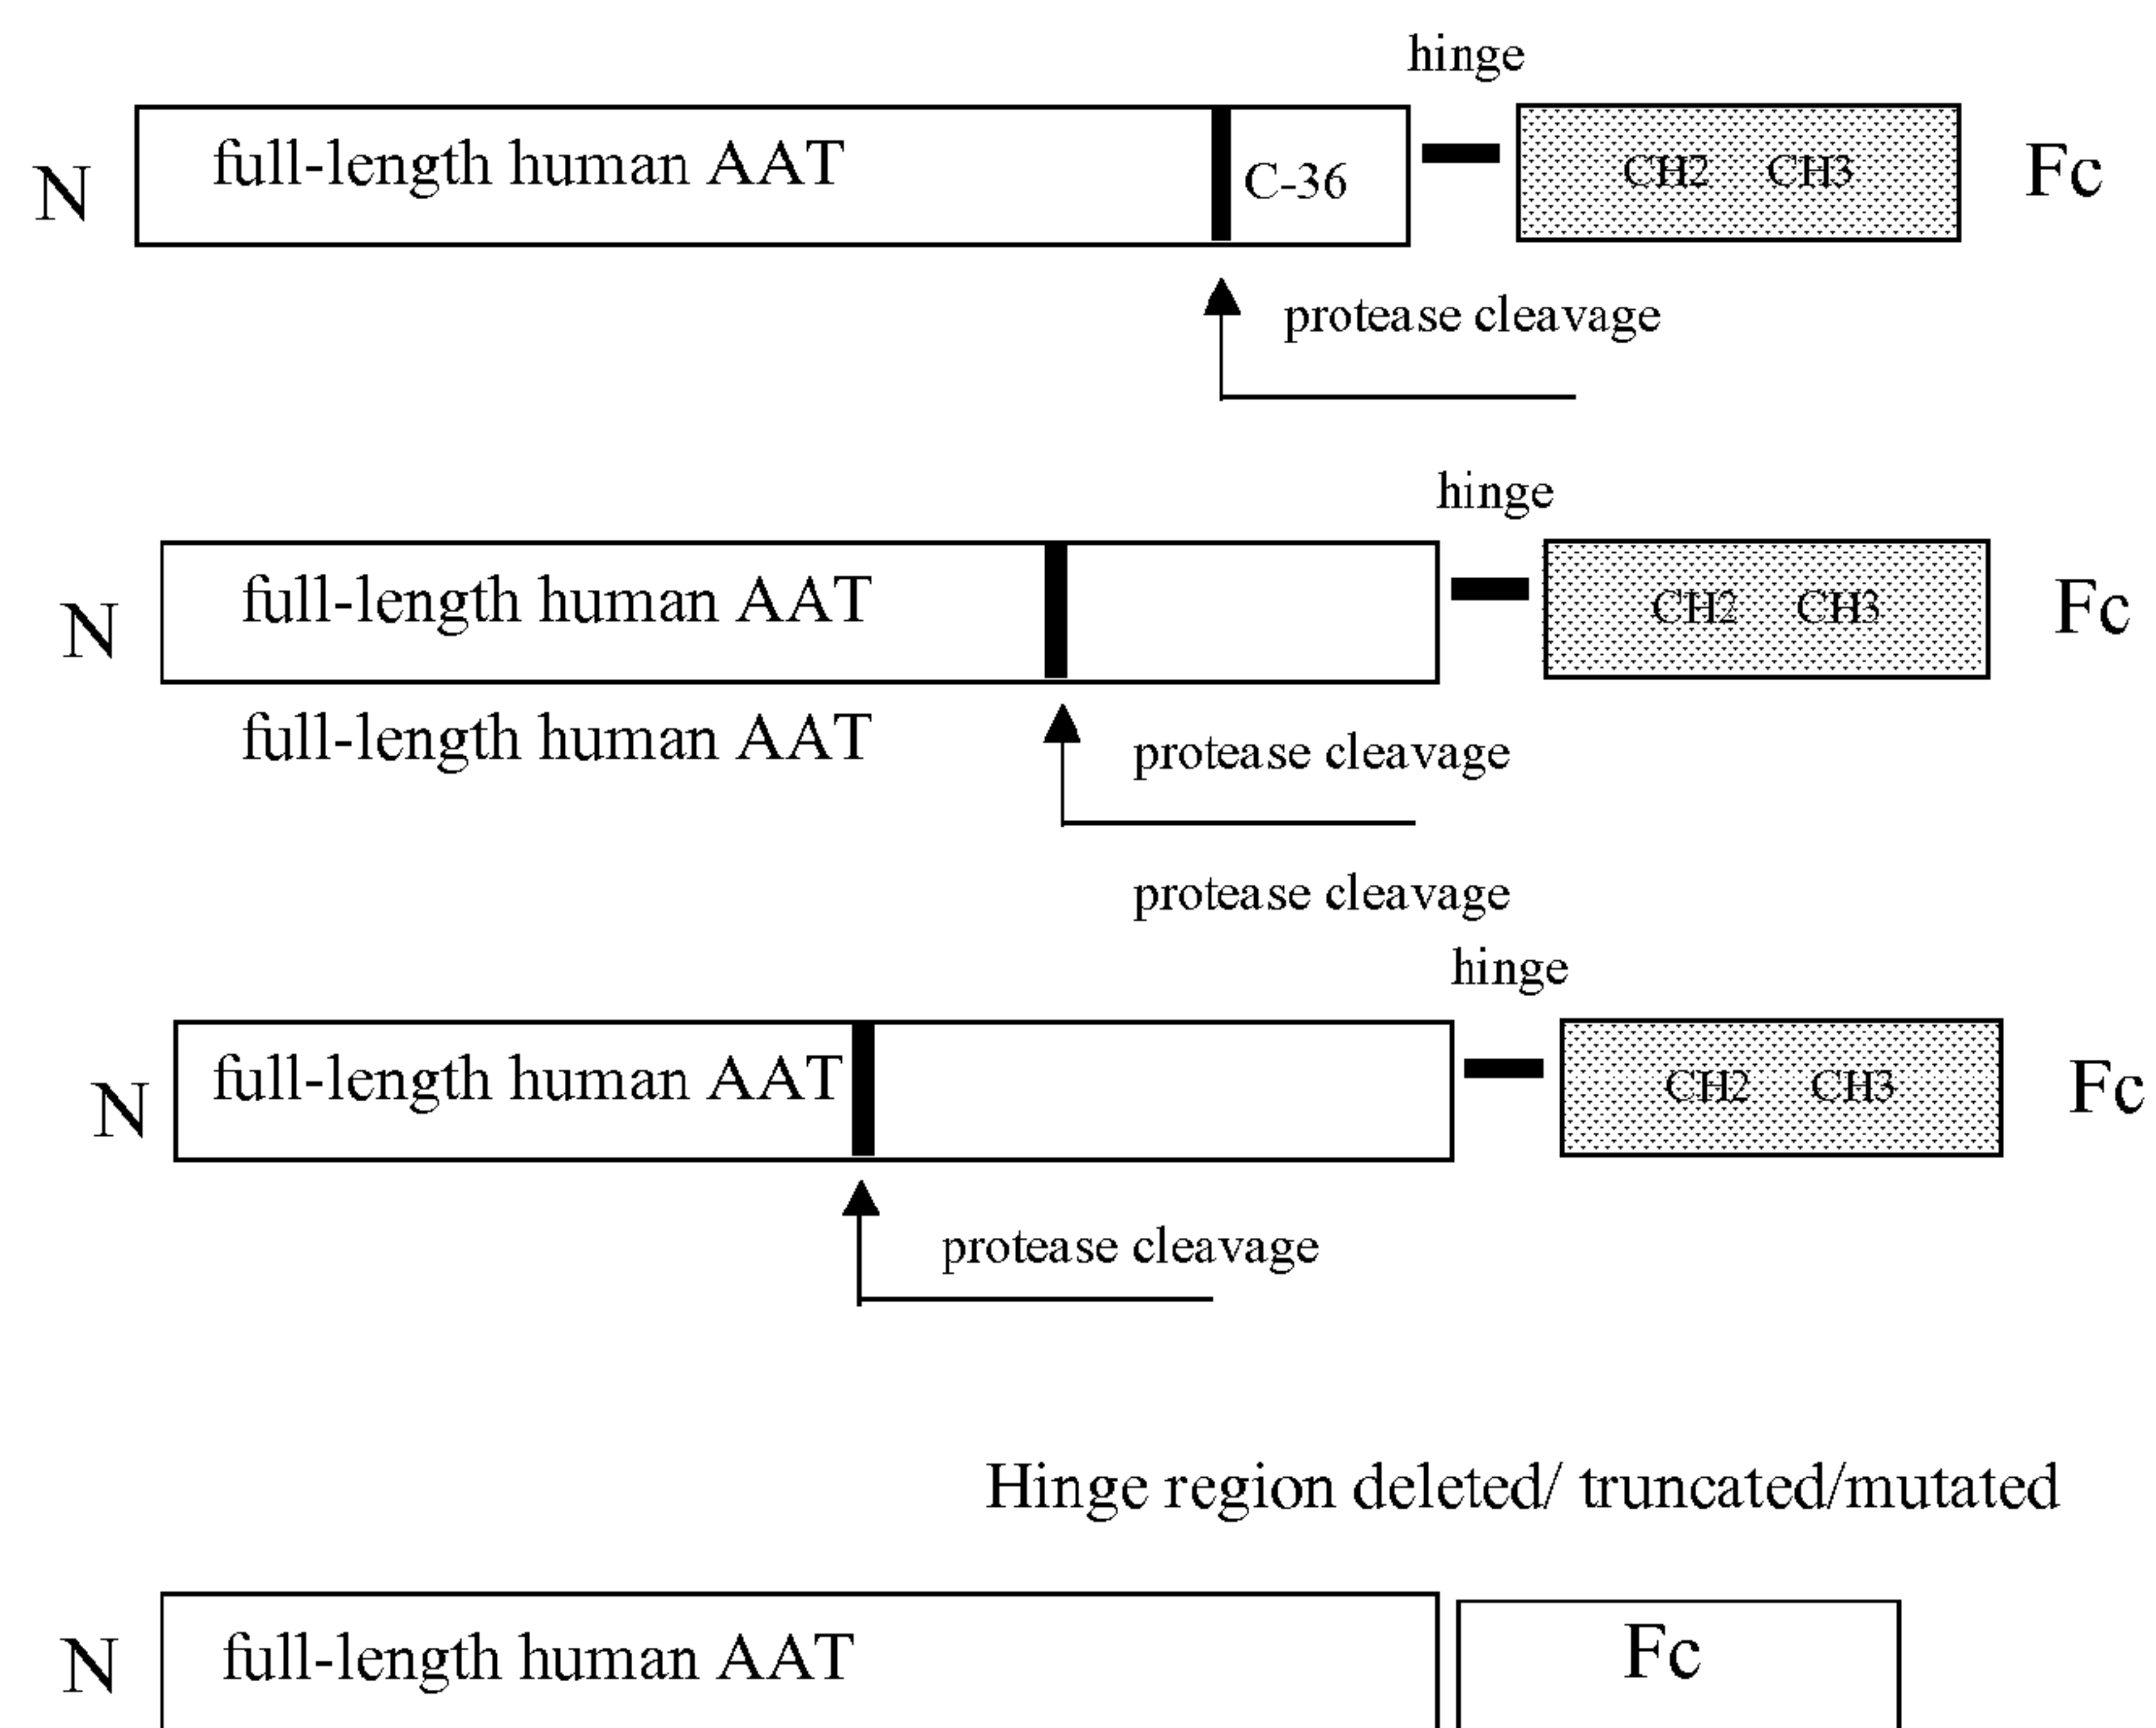 hinge
N full-length human AAT C-36 CH2 CH3 Fc
protease cleavage
hinge
N full-length human AAT CH2 CH3 Fc
full-length human AAT
protease cleavage
protease cleavage
hinge
N full-length human AAT CH2 CH3 Fc
protease cleavage
Hinge region deleted/ truncated/mutated
N full-length human AAT Fc